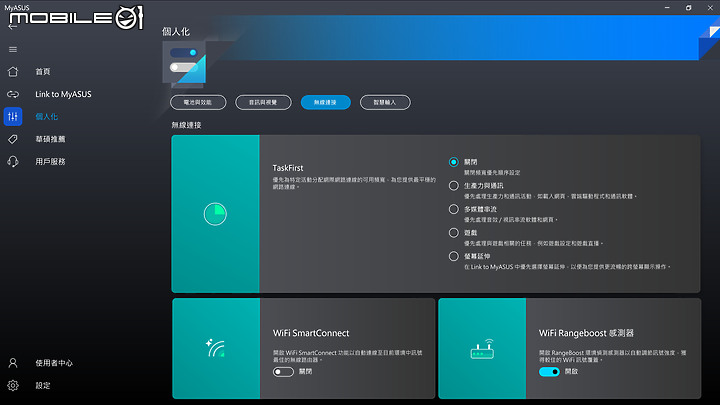 MyASUS
MOBILE01
個人化
首頁
Link to MyASUS
個人化
華碩推薦
用戶服務
使用者中心
設定
電池與效能
音訊與視覺
無線連接
智慧輸入
無線連接
TaskFirst
優先為特定活動分配網際網路連線的可用頻寬，為您提供最平穩的
網路連線。
關閉
關閉頻寬優先順序設定
生產力與通訊
優先處理生產力和通訊活動，如載入網頁，雲端驅動程式和通訊軟體。
多媒體串流
優先處理音效 / 視訊串流軟體和網頁。
遊戲
優先處理與遊戲相關的任務，例如遊戲設定和遊戲直播。
螢幕延伸
在 Link to MyASUS 中優先選擇螢幕延伸，以便為您提供更流暢的跨螢幕顯示操作。
WiFi SmartConnect
開啟 WiFi SmartConnect 功能以自動連線至目前環境中訊號
最佳的無線路由器。
關閉
WiFi Rangeboost 感測器
開啟 RangeBoost 環境偵測感測器以自動調節訊號強度，獲
得較佳的 WiFi 訊號覆蓋。
開啟